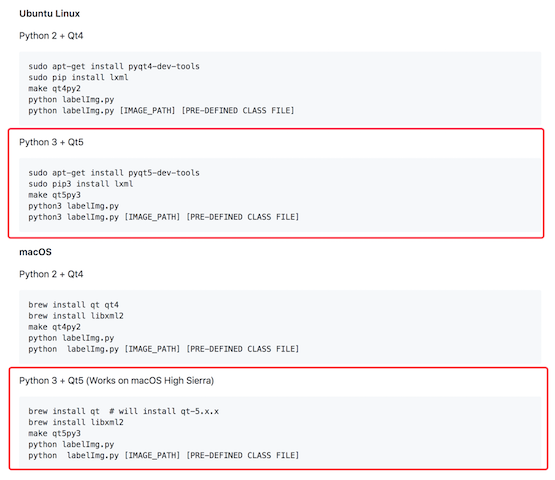 Ubuntu Linux
Python 2 + Qt4
sudo apt-get install pyqt4-dev-tools
sudo pip install lxml
make qt4py2
python labelImg.py
python labelImg.py [IMAGE_PATH] [PRE-DEFINED CLASS FILE]
Python 3 + Qt5
sudo apt-get install pyqt5-dev-tools
sudo pip3 install lxml
make qt5py3
python3 labelImg.py
python3 labelImg.py [IMAGE_PATH] [PRE-DEFINED CLASS FILE]
macOS
Python 2 + Qt4
brew install qt qt4
brew install libxml2
make qt4py2
python labelImg.py
python  labelImg.py [IMAGE_PATH] [PRE-DEFINED CLASS FILE]
Python 3 + Qt5 (Works on macOS High Sierra)
brew install qt  # will install qt-5.x.x
brew install libxml2
make qt5py3
python labelImg.py
python  labelImg.py [IMAGE_PATH] [PRE-DEFINED CLASS FILE]